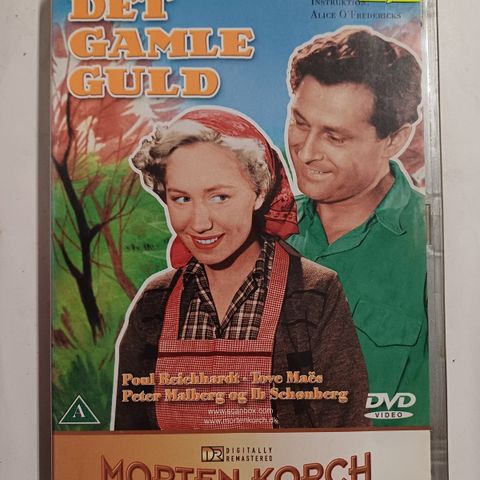 DET
GAMLE
GULD
INSTRUKTION:
ALICE O'FREDERICKS
Poul Reichhardt - Tove Maës
Peter Malberg og Ib Schønberg
www.scanbox.com
www.mortenkorch.dk
A
DVD
VIDEO
DR DIGITALLY
REMASTERED
MORTEN KORCH